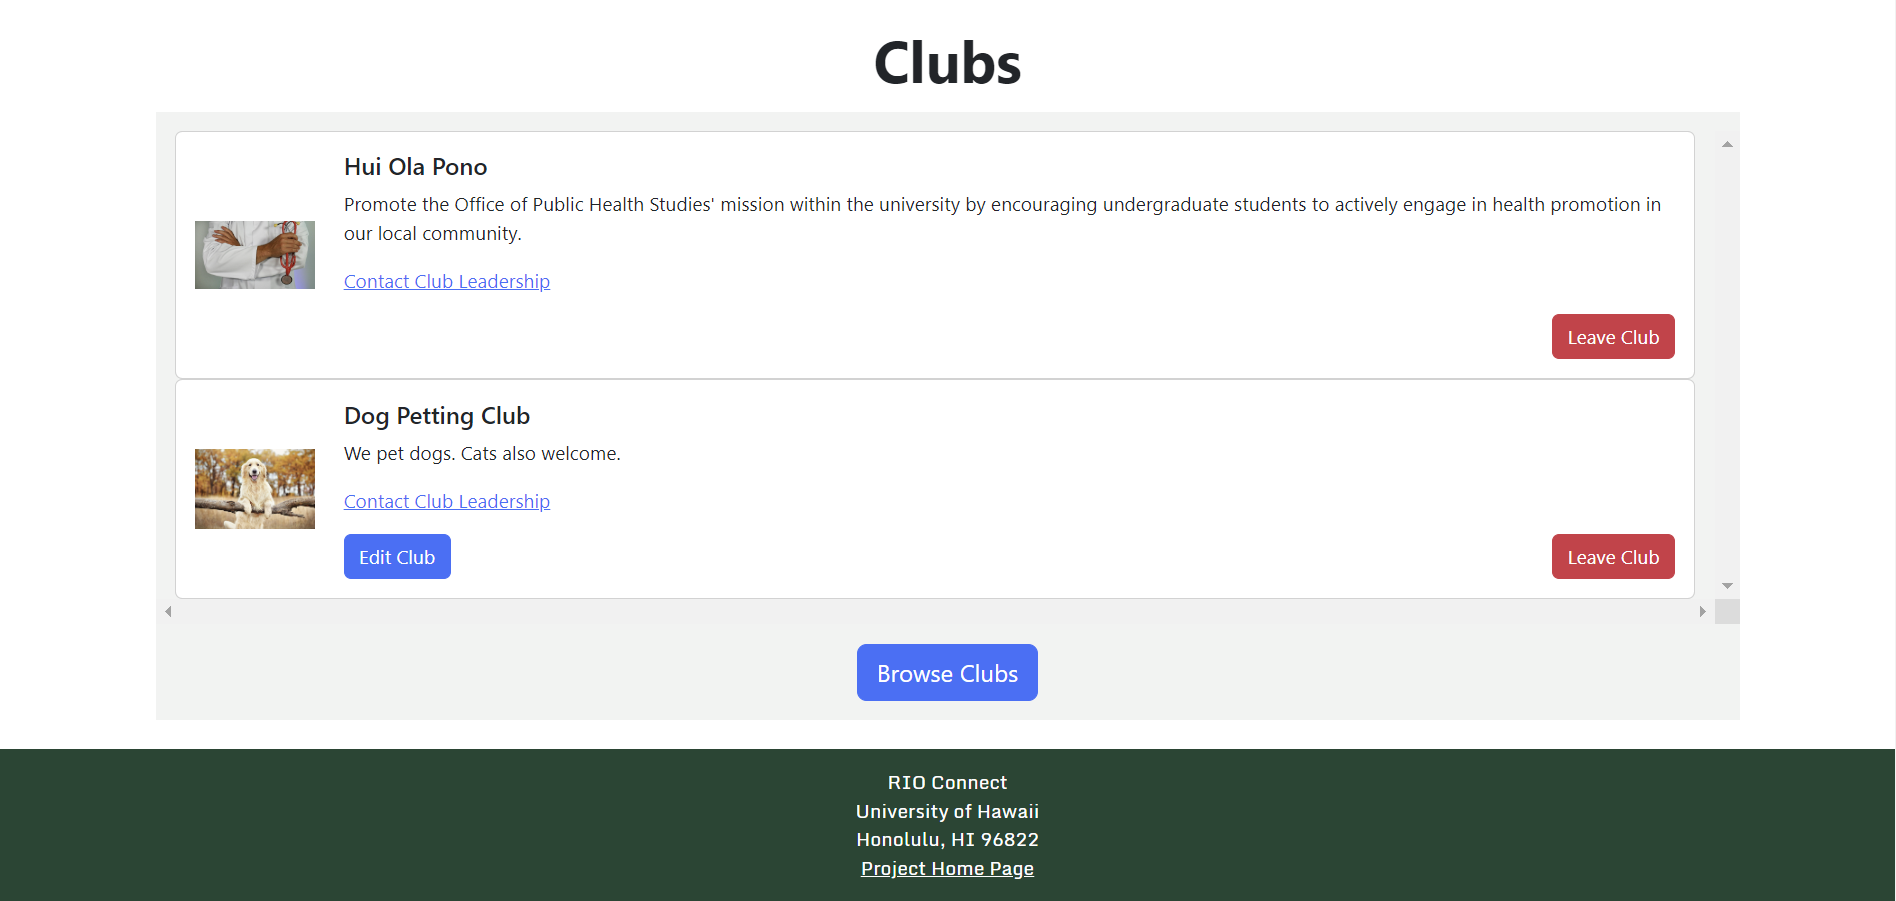 Clubs
Hui Ola Pono
Promote the Office of Public Health Studies' mission within the university by encouraging undergraduate students to actively engage in health promotion in
our local community.
Contact Club Leadership
Leave Club
Dog Petting Club
We pet dogs. Cats also welcome.
Contact Club Leadership
Edit Club
Leave Club
Browse Clubs
RIO Connect
University of Hawaii
Honolulu, HI 96822
Project Home Page